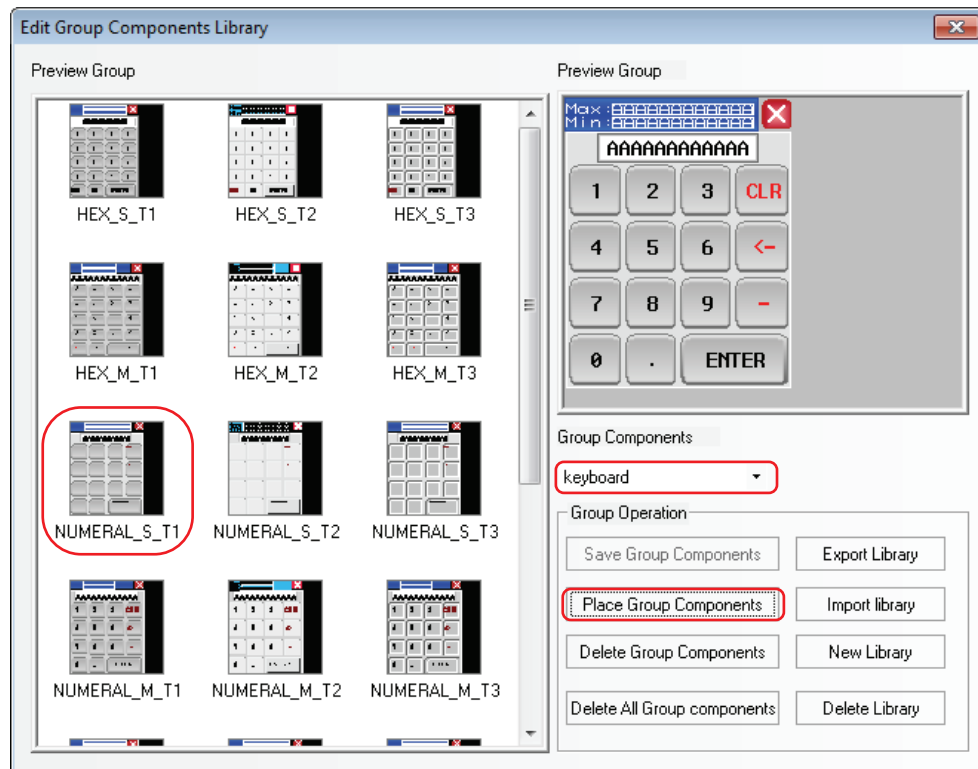 Edit Group Components Library
Preview Group
HEX_S_T1 HEX_S_T2 HEX_S_T3
HEX_M_T1 HEX_M_T2 HEX_M_T3
NUMERAL_S_T1 NUMERAL_S_T2 NUMERAL_S_T3
NUMERAL_M_T1 NUMERAL_M_T2 NUMERAL_M_T3
Preview Group
Max:AAAAAAAAAAAA
Min:AAAAAAAAAAAA
AAAAAAAAAAAA
1 2 3 CLR
4 5 6 <-
7 8 9 -
0 . ENTER
Group Components
keyboard
Group Operation
Save Group Components Export Library
Place Group Components Import library
Delete Group Components New Library
Delete All Group components Delete Library